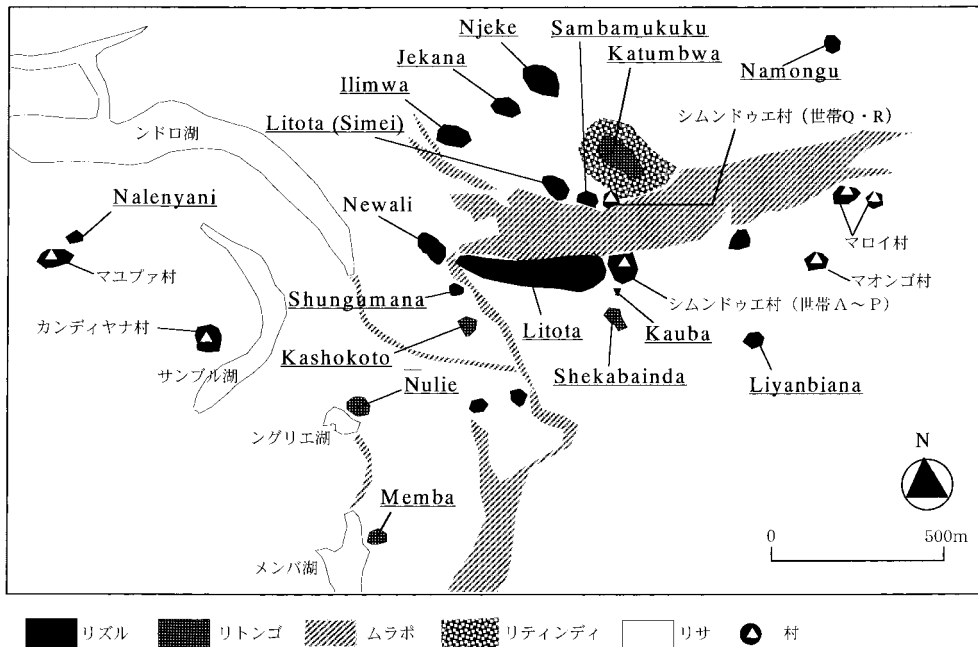 Njeke
Sambamukuku
Jekana
Katumbwa
Namongu
Ilimwa
シムンドゥエ村（世帯Q・R）
Litota (Simei)
ンドロ湖
Nalenyani
Newali
マロイ村
マユプァ村
マオンゴ村
シムンドゥエ村（世帯A～P）
Shungamana
カンディヤナ村
Litota
Kauba
Kashokoto
サンブル湖
Shekabainda
Liyanbiana
Nulie
ングリエ湖
N
Memba
0 500m
メンバ湖
リズル リトンゴ ムラポ リティンディ リサ 村